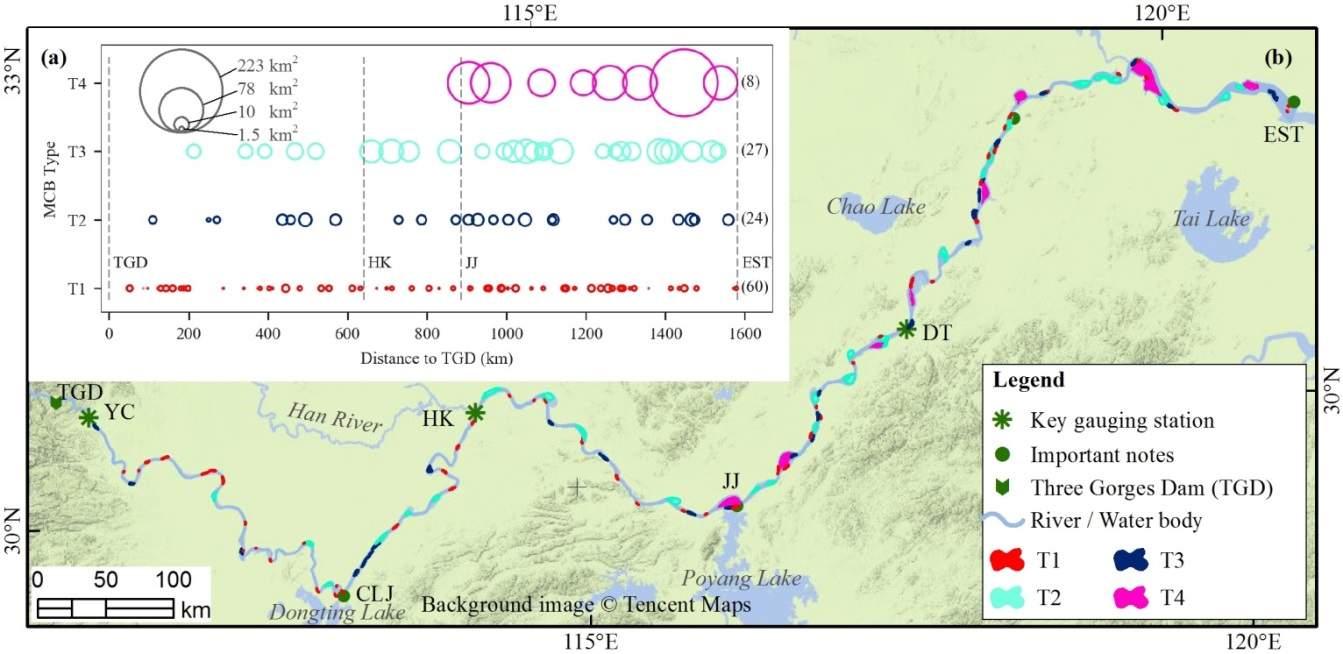 115°E
120°E
33°N
(a)
(b)
223 km²
78 km²
10 km²
1.5 km²
MCB Type
T4
(8)
T3
(27)
T2
(24)
TGD
HK
JJ
EST
T1
(60)
0
200
400
600
800
1000
1200
1400
1600
Distance to TGD (km)
EST
Chao Lake
Tai Lake
DT
TGD
YC
Han River
HK
JJ
30°N
30°N
CLJ
Dongting Lake
Poyang Lake
Background image © Tencent Maps
0 50 100
km
Legend
Key gauging station
Important notes
Three Gorges Dam (TGD)
River / Water body
T1
T3
T2
T4
115°E
120°E